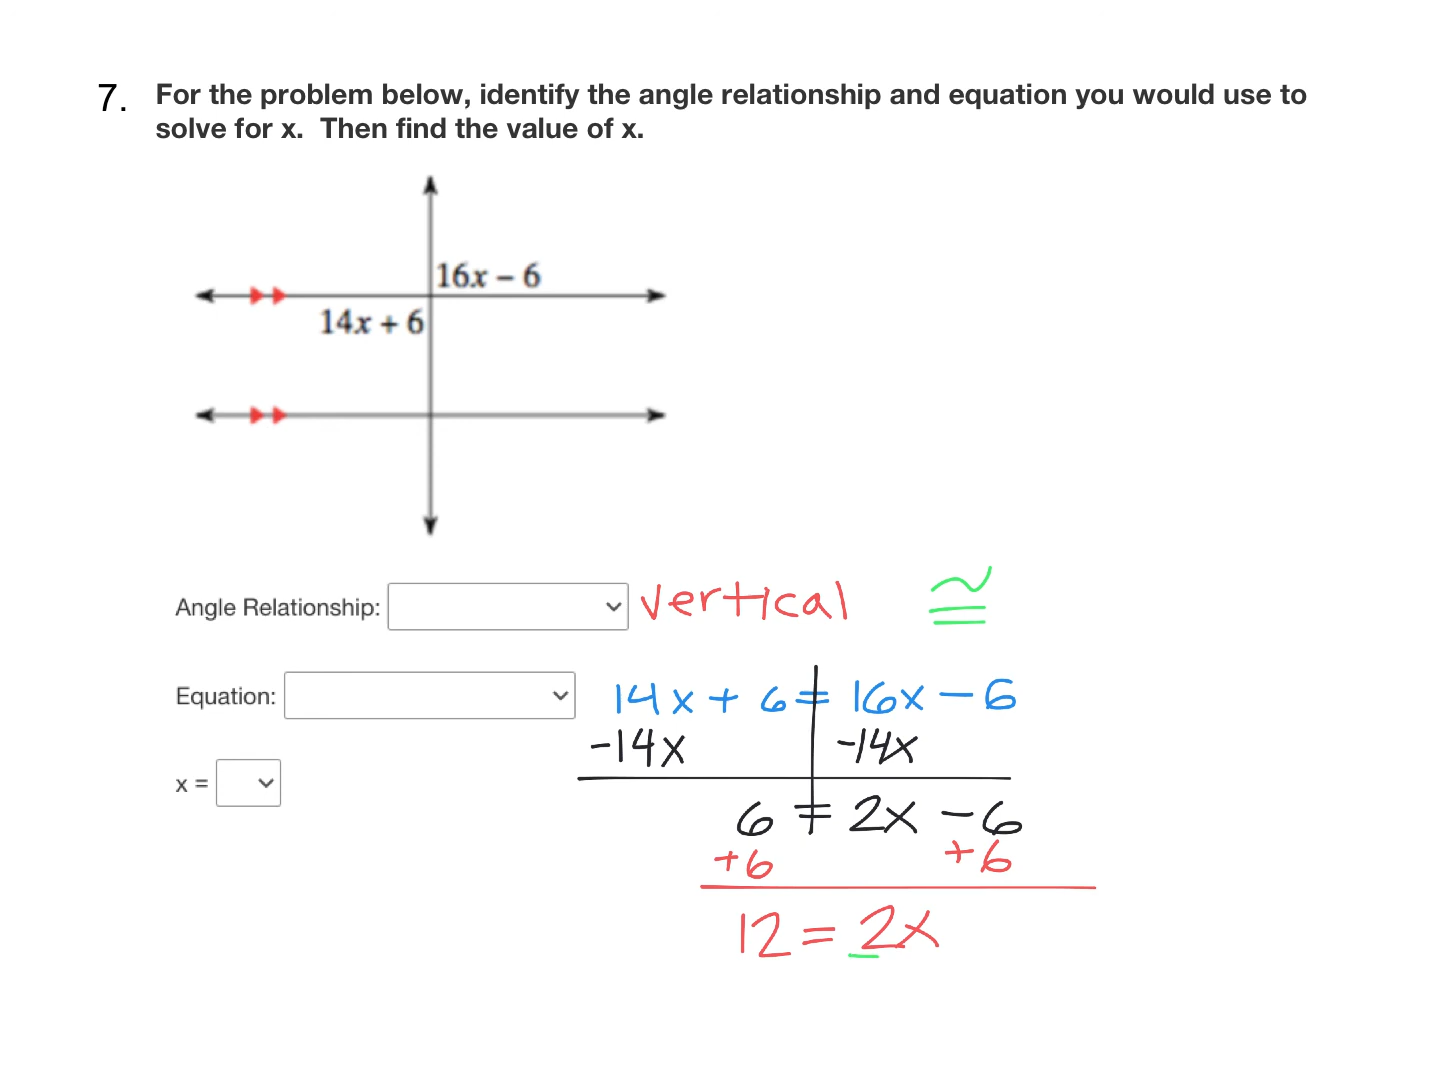 7. For the problem below, identify the angle relationship and equation you would use to
solve for x. Then find the value of x.
16x – 6
14x + 6
Angle Relationship: vertical ≅
Equation: 14x + 6 = 16x – 6
-14x -14x
x =
6 = 2x – 6
+6 +6
12 = 2x